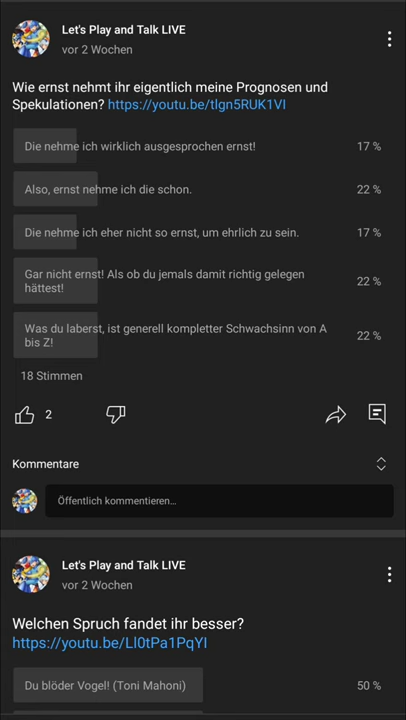 Let's Play and Talk LIVE
vor 2 Wochen
Wie ernst nehmt ihr eigentlich meine Prognosen und
Spekulationen? https://youtu.be/tlgn5RUK1VI
Die nehme ich wirklich ausgesprochen ernst!
17 %
Also, ernst nehme ich die schon.
22 %
Die nehme ich eher nicht so ernst, um ehrlich zu sein.
17 %
Gar nicht ernst! Als ob du jemals damit richtig gelegen
hättest!
22 %
Was du laberst, ist generell kompletter Schwachsinn von A
bis Z!
22 %
18 Stimmen
2
Kommentare
Öffentlich kommentieren...
Let's Play and Talk LIVE
vor 2 Wochen
Welchen Spruch fandet ihr besser?
https://youtu.be/Ll0tPa1PqYI
Du blöder Vogel! (Toni Mahoni)
50 %